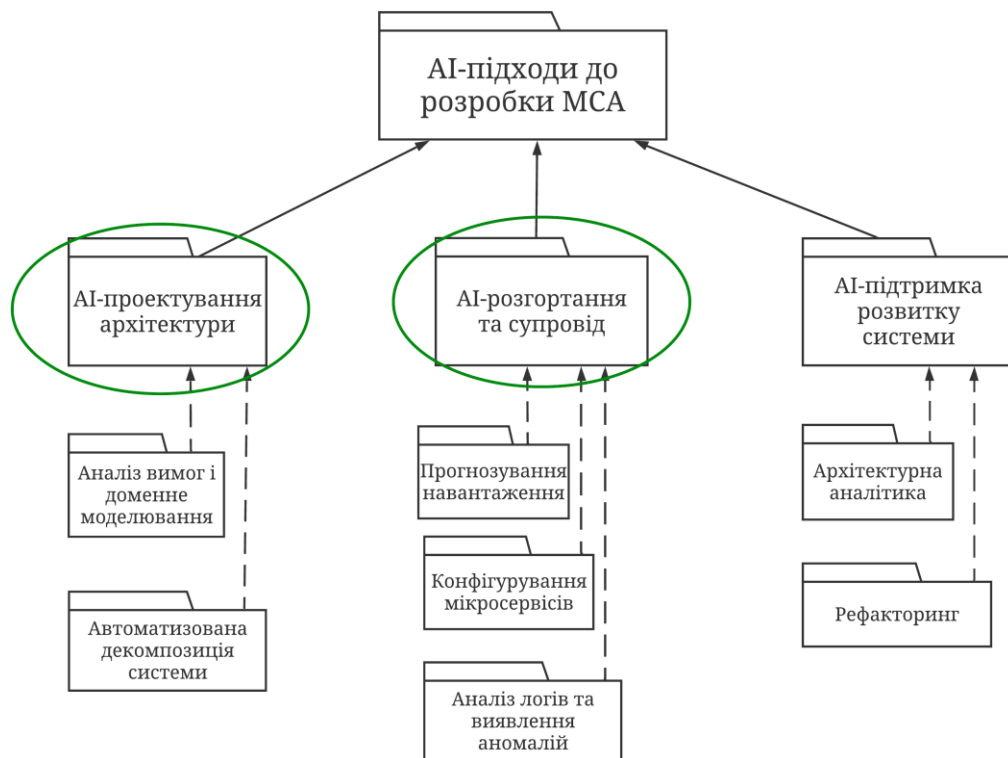 AI-підходи до
розробки МСА
AI-проектування
архітектури
AI-розгортання
та супровід
AI-підтримка
розвитку
системи
Аналіз вимог і
доменне
моделювання
Прогнозування
навантаження
Архітектурна
аналітика
Конфігурування
мікросервісів
Рефакторинг
Автоматизована
декомпозиція
системи
Аналіз логів та
виявлення
аномалій